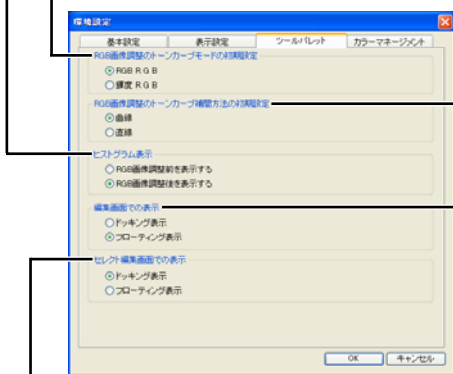 環境設定
基本設定 表示設定 ツールパレット カラーマネージメント
RGB画像調整のトーンカーブモードの初期設定
RGB R G B
輝度 R G B
RGB画像調整のトーンカーブ補間方法の初期設定
曲線
直線
ヒストグラム表示
RGB画像調整前を表示する
RGB画像調整後を表示する
編集画面での表示
ドッキング表示
フローティング表示
セレクト編集画面での表示
ドッキング表示
フローティング表示
OK キャンセル